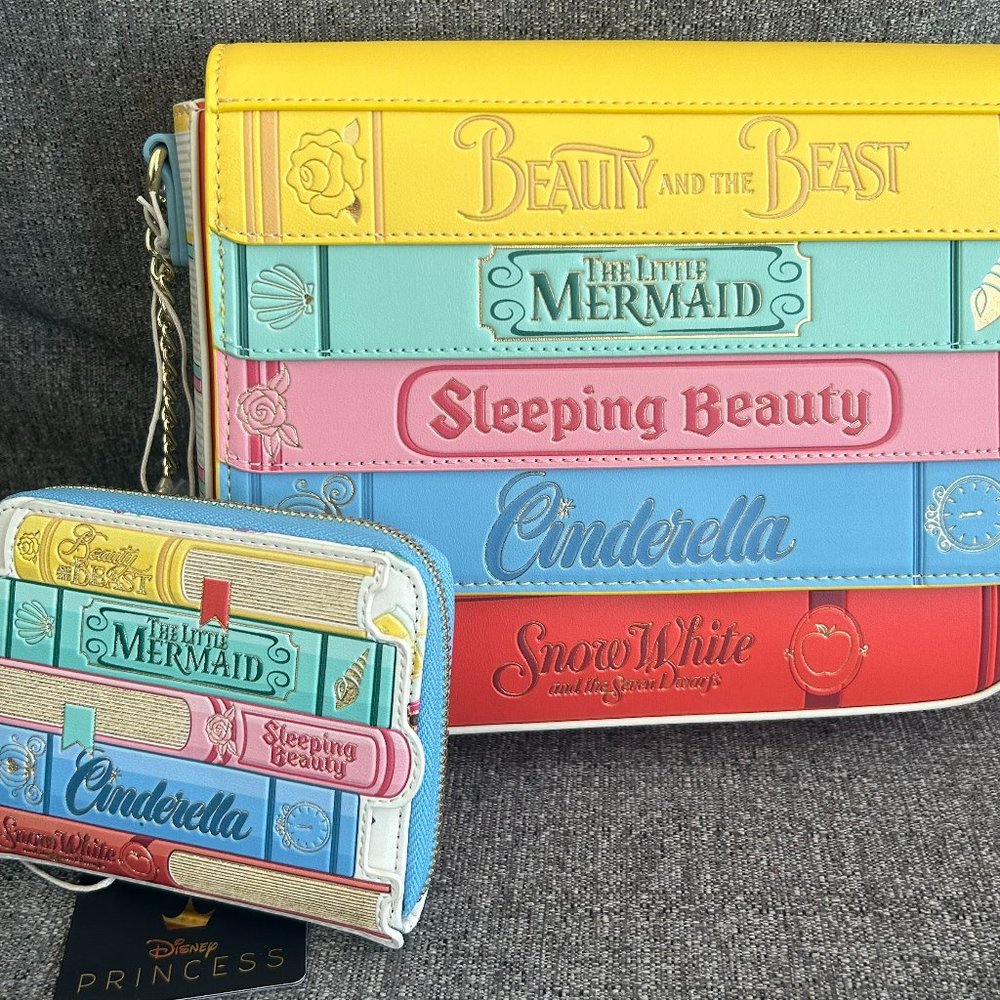 BEAUTY AND THE BEAST
THE LITTLE
MERMAID
Sleeping Beauty
Cinderella
Snow White
and the Seven Dwarfs
Beauty
AND THE
BEAST
THE LITTLE
MERMAID
Sleeping
Beauty
Cinderella
Snow White
Disney
PRINCESS